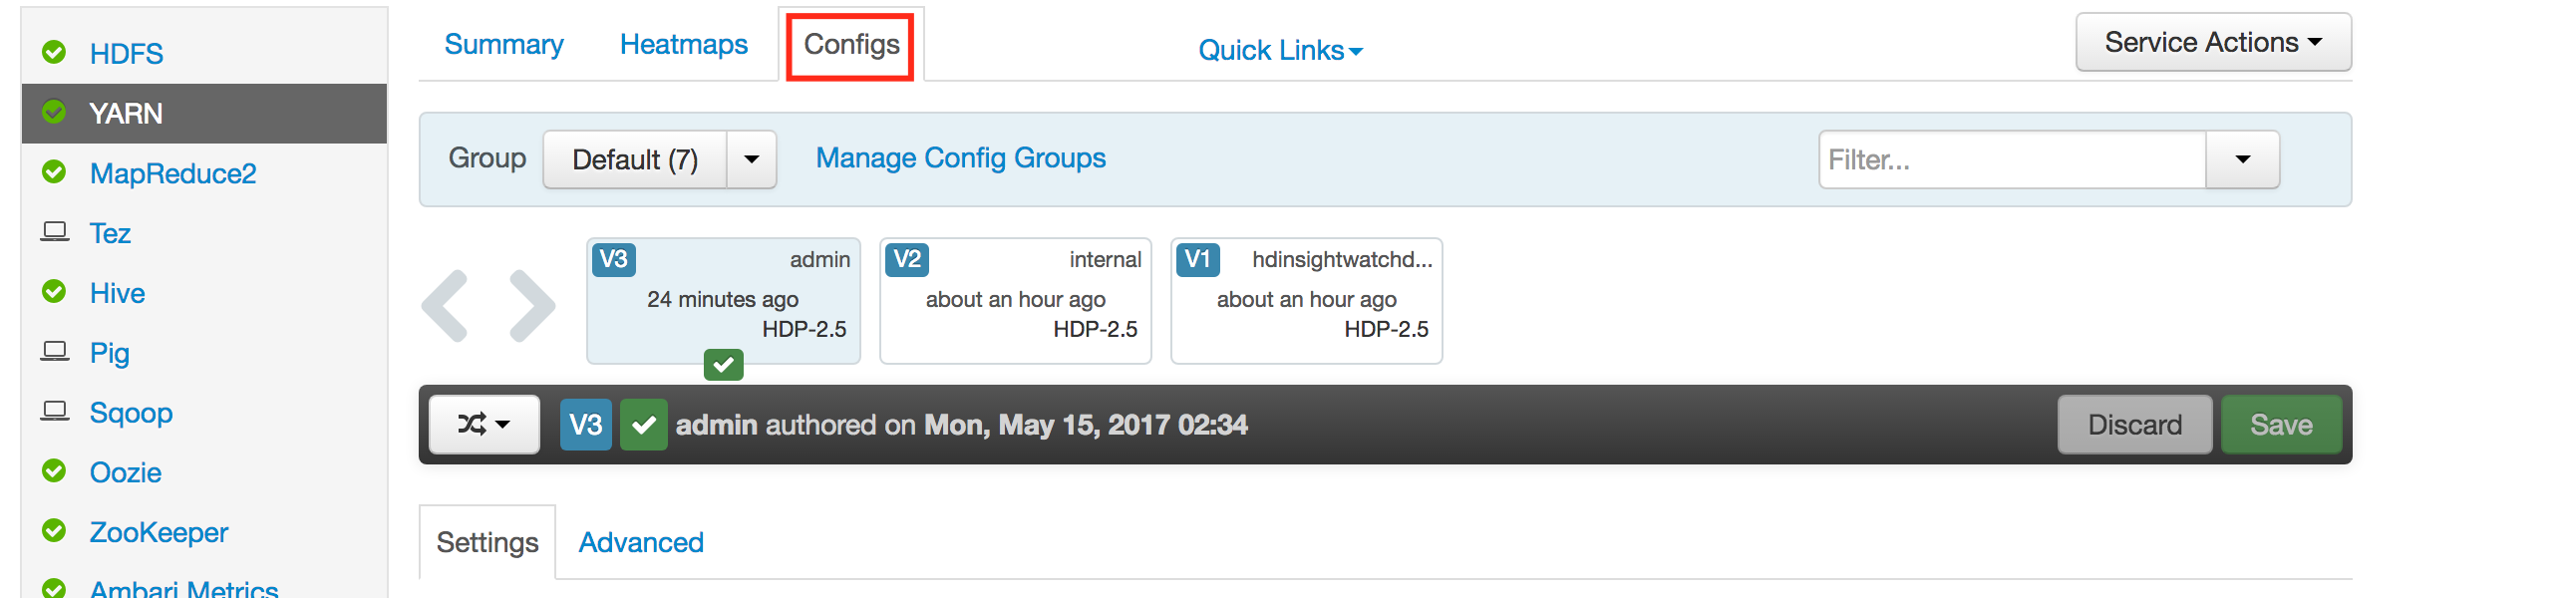 HDFS
YARN
MapReduce2
Tez
Hive
Pig
Sqoop
Oozie
ZooKeeper
Ambari Metrics
Summary Heatmaps Configs Quick Links Service Actions
Group Default (7) Manage Config Groups Filter...
V3 admin
24 minutes ago
HDP-2.5
V2 internal
about an hour ago
HDP-2.5
V1 hdinsightwatchd...
about an hour ago
HDP-2.5
V3 admin authored on Mon, May 15, 2017 02:34 Discard Save
Settings Advanced